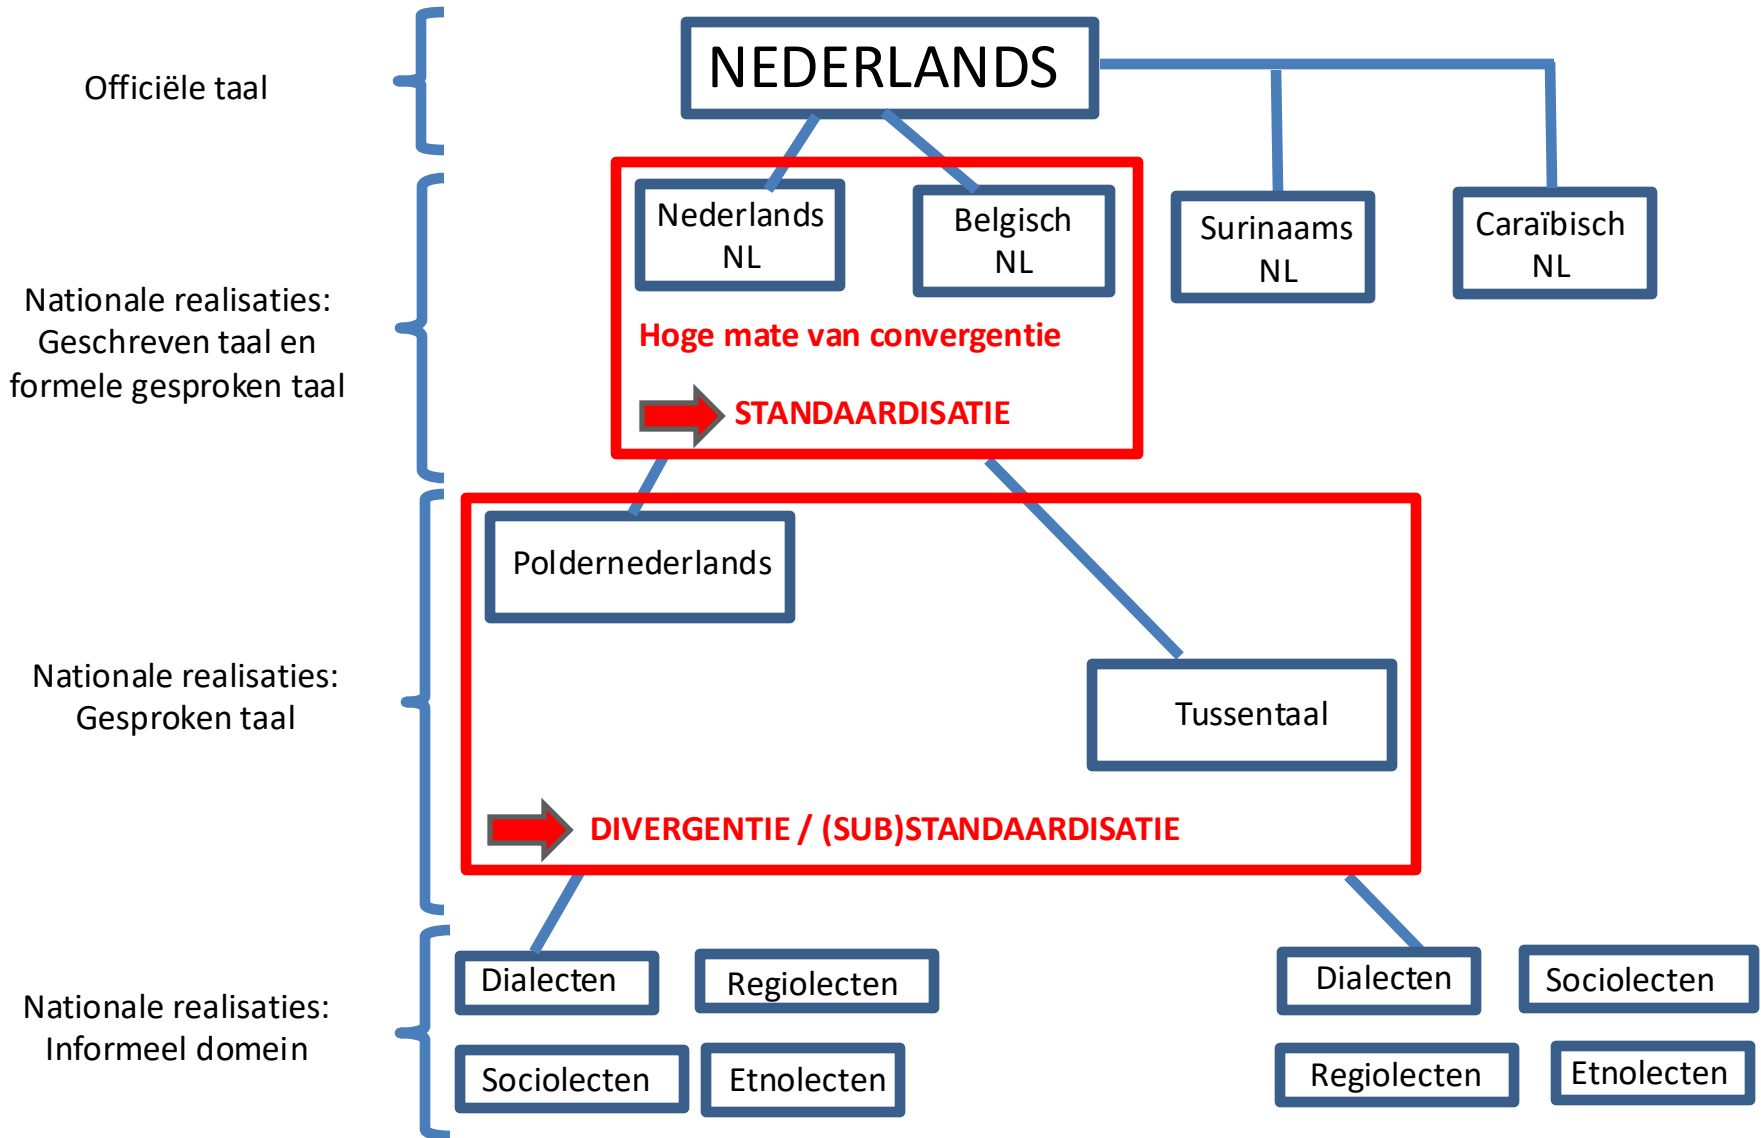 Officiële taal
NEDERLANDS
Nationale realisaties:
Geschreven taal en
formele gesproken taal
Nederlands
NL
Belgisch
NL
Surinaams
NL
Caraïbisch
NL
Hoge mate van convergentie
STANDAARDISATIE
Nationale realisaties:
Gesproken taal
Poldernederlands
Tussentaal
DIVERGENTIE / (SUB)STANDAARDISATIE
Nationale realisaties:
Informeel domein
Dialecten
Regiolecten
Sociolecten
Etnolecten
Dialecten
Sociolecten
Regiolecten
Etnolecten